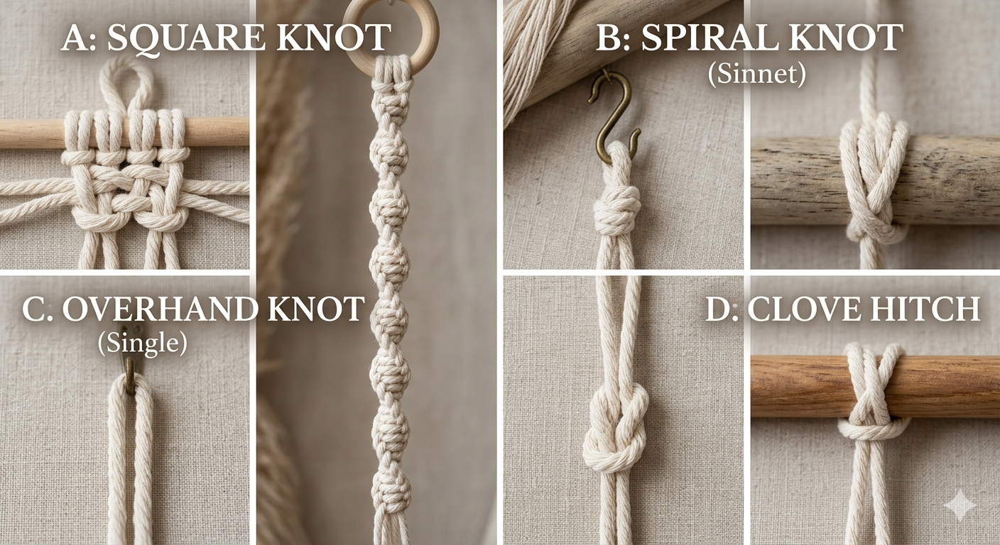 A: SQUARE KNOT
B: SPIRAL KNOT
(Sinnet)
C. OVERHAND KNOT
(Single)
D: CLOVE HITCH